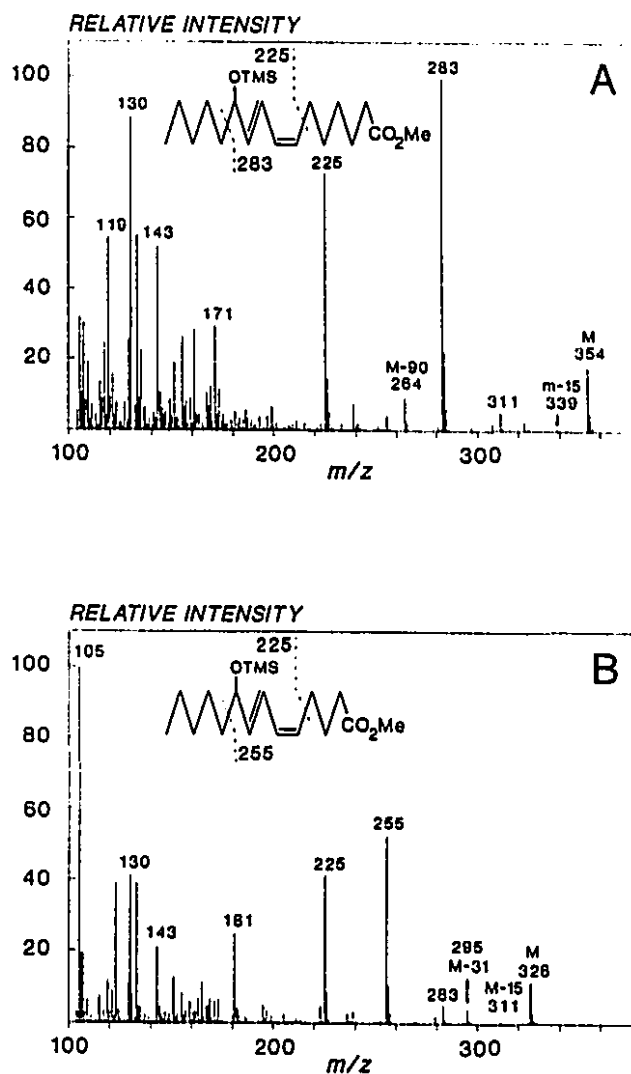 RELATIVE INTENSITY
A
100
80
60
40
20
225
OTMS
CO₂Me
283
130
119
143
171
225
283
M-90
264
311
m-15
339
M
354
100
200
300
m/z
RELATIVE INTENSITY
B
100
80
60
40
20
105
225
OTMS
CO₂Me
255
130
143
181
225
255
283
295
M-31
M-15
311
M
326
100
200
300
m/z